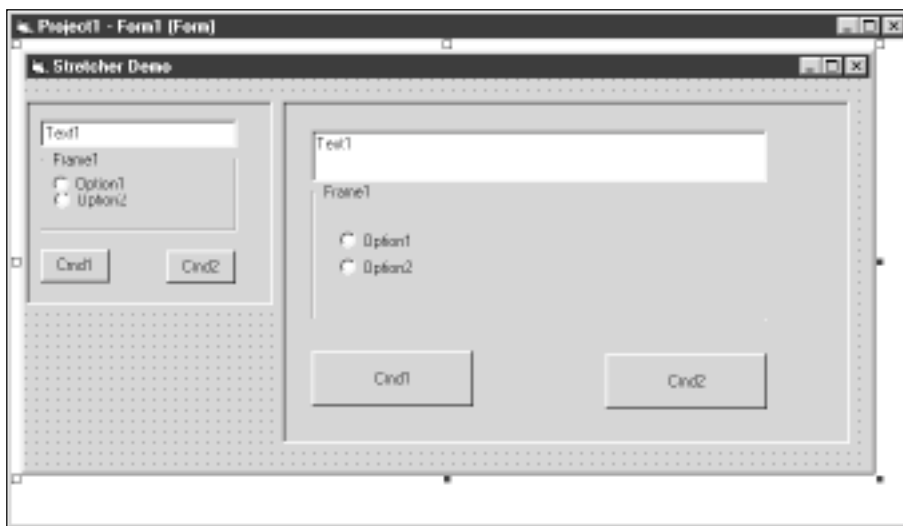 Project1 - Form1 (Form)
Stretcher Demo
Text1
Frame1
Option1
Option2
Cmd1
Cmd2
Text1
Frame1
Option1
Option2
Cmd1
Cmd2